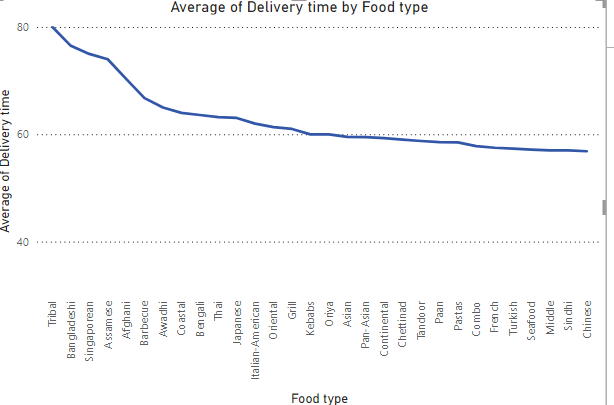 Average of Delivery time by Food type
Average of Delivery time
80
60
40
Tribal
Bangladeshi
Singaporean
Assamese
Afghani
Barbecue
Awadhi
Coastal
Bengali
Thai
Japanese
Italian-American
Oriental
Grill
Kebabs
Oriya
Asian
Pan-Asian
Continental
Chettinad
Tandoor
Paan
Pastas
Combo
French
Turkish
Seafood
Middle
Sindhi
Chinese
Food type